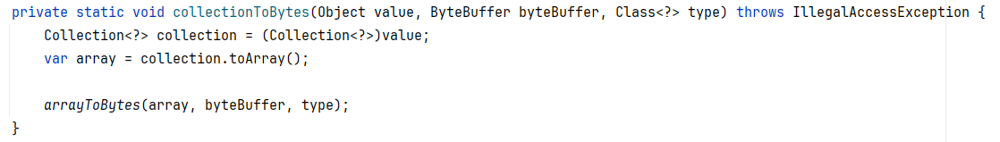 private static void collectionToBytes(Object value, ByteBuffer byteBuffer, Class<?> type) throws IllegalAccessException {
    Collection<?> collection = (Collection<?>)value;
    var array = collection.toArray();

    arrayToBytes(array, byteBuffer, type);
}